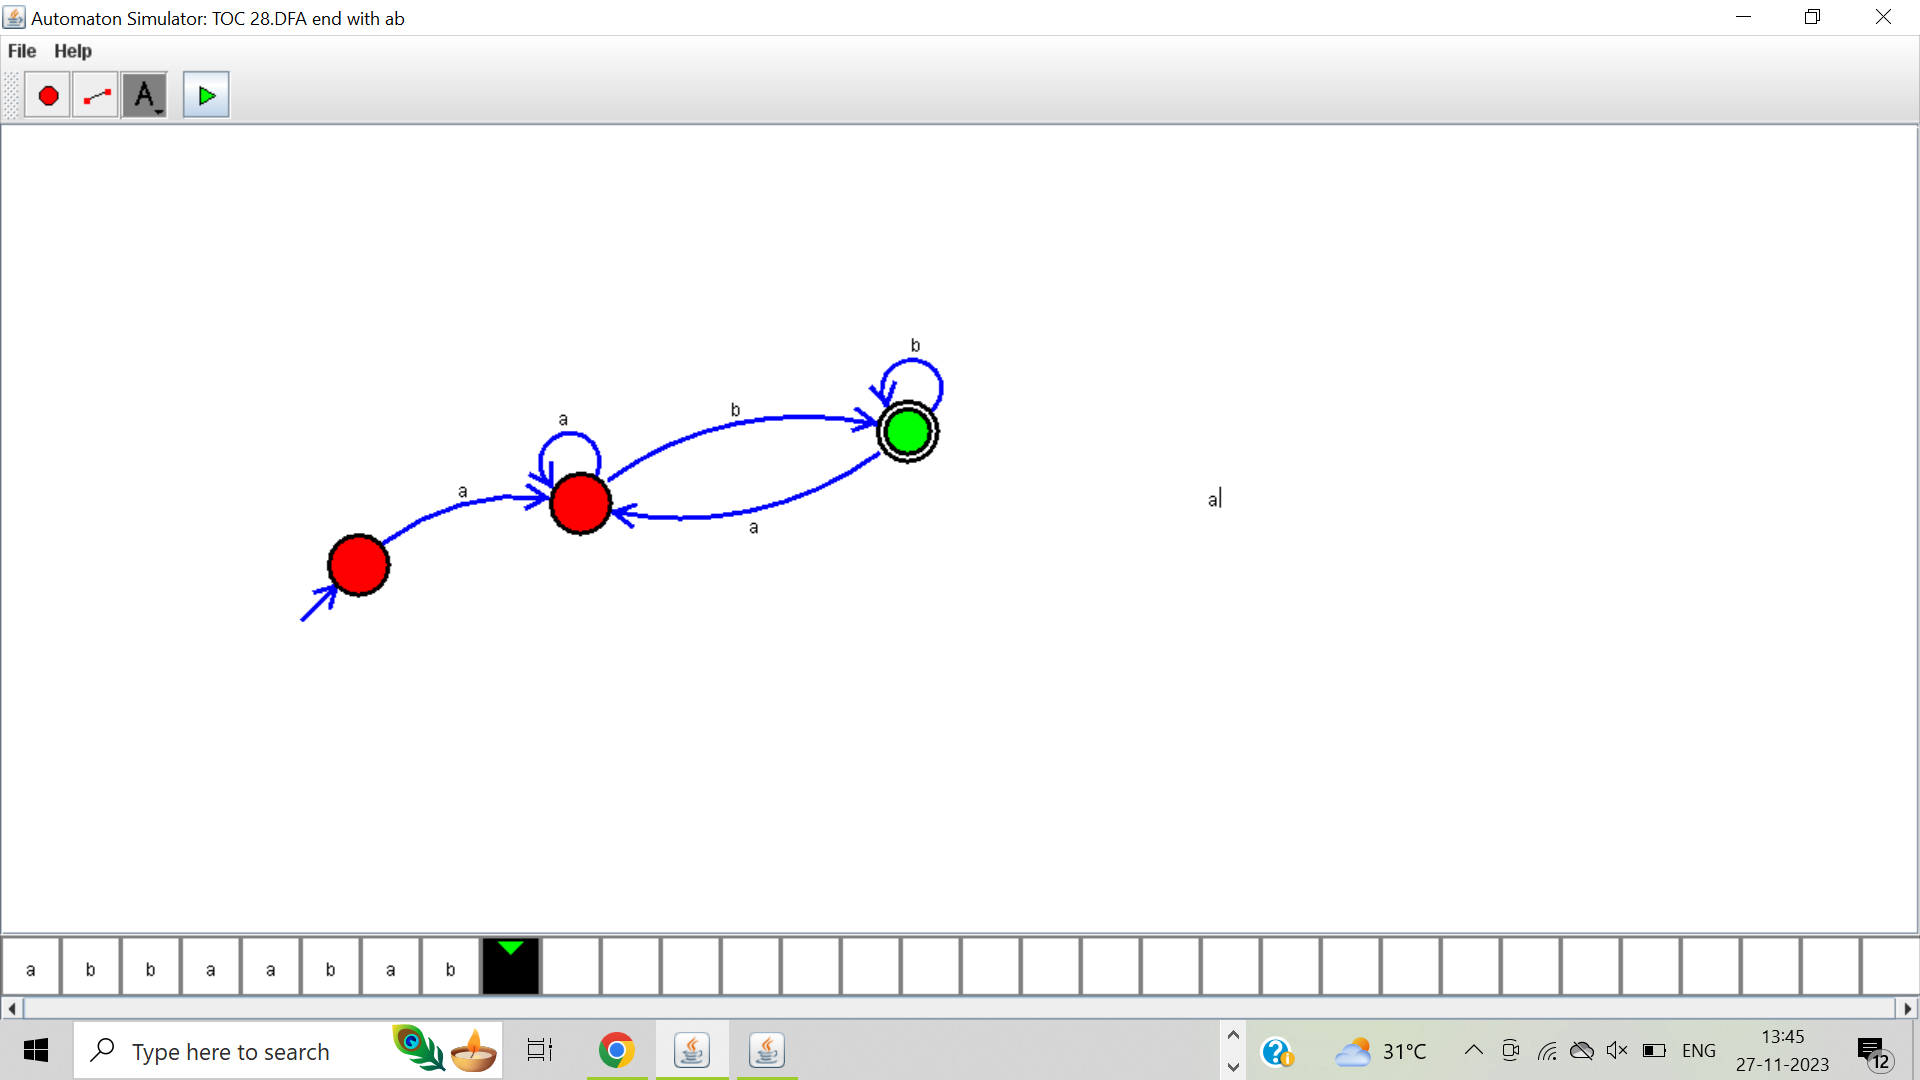 Automaton Simulator: TOC 28.DFA end with ab
File Help
A
b
b
a
a
a
a
a b b a a b a b
Type here to search
31°C
ENG
13:45
27-11-2023
12